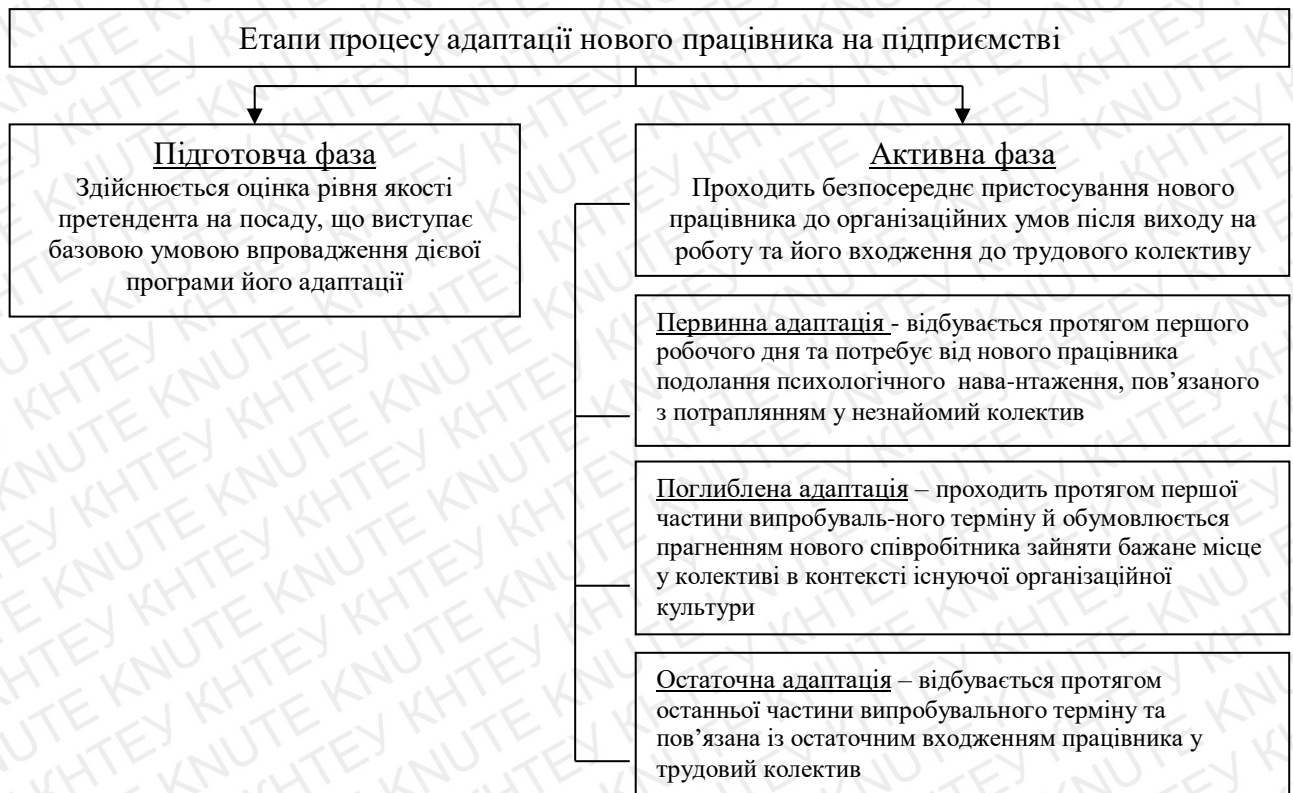 Етапи процесу адаптації нового працівника на підприємстві
Підготовча фаза
Здійснюється оцінка рівня якості
претендента на посаду, що виступає
базовою умовою впровадження дієвої
програми його адаптації
Активна фаза
Проходить безпосереднє пристосування нового
працівника до організаційних умов після виходу на
роботу та його входження до трудового колективу
Первинна адаптація - відбувається протягом першого
робочого дня та потребує від нового працівника
подолання психологічного нава-нтаження, пов’язаного
з потраплянням у незнайомий колектив
Поглиблена адаптація – проходить протягом першої
частини випробуваль-ного терміну й обумовлюється
прагненням нового співробітника зайняти бажане місце
у колективі в контексті існуючої організаційної
культури
Остаточна адаптація – відбувається протягом
останньої частини випробувального терміну та
пов’язана із остаточним входженням працівника у
трудовий колектив